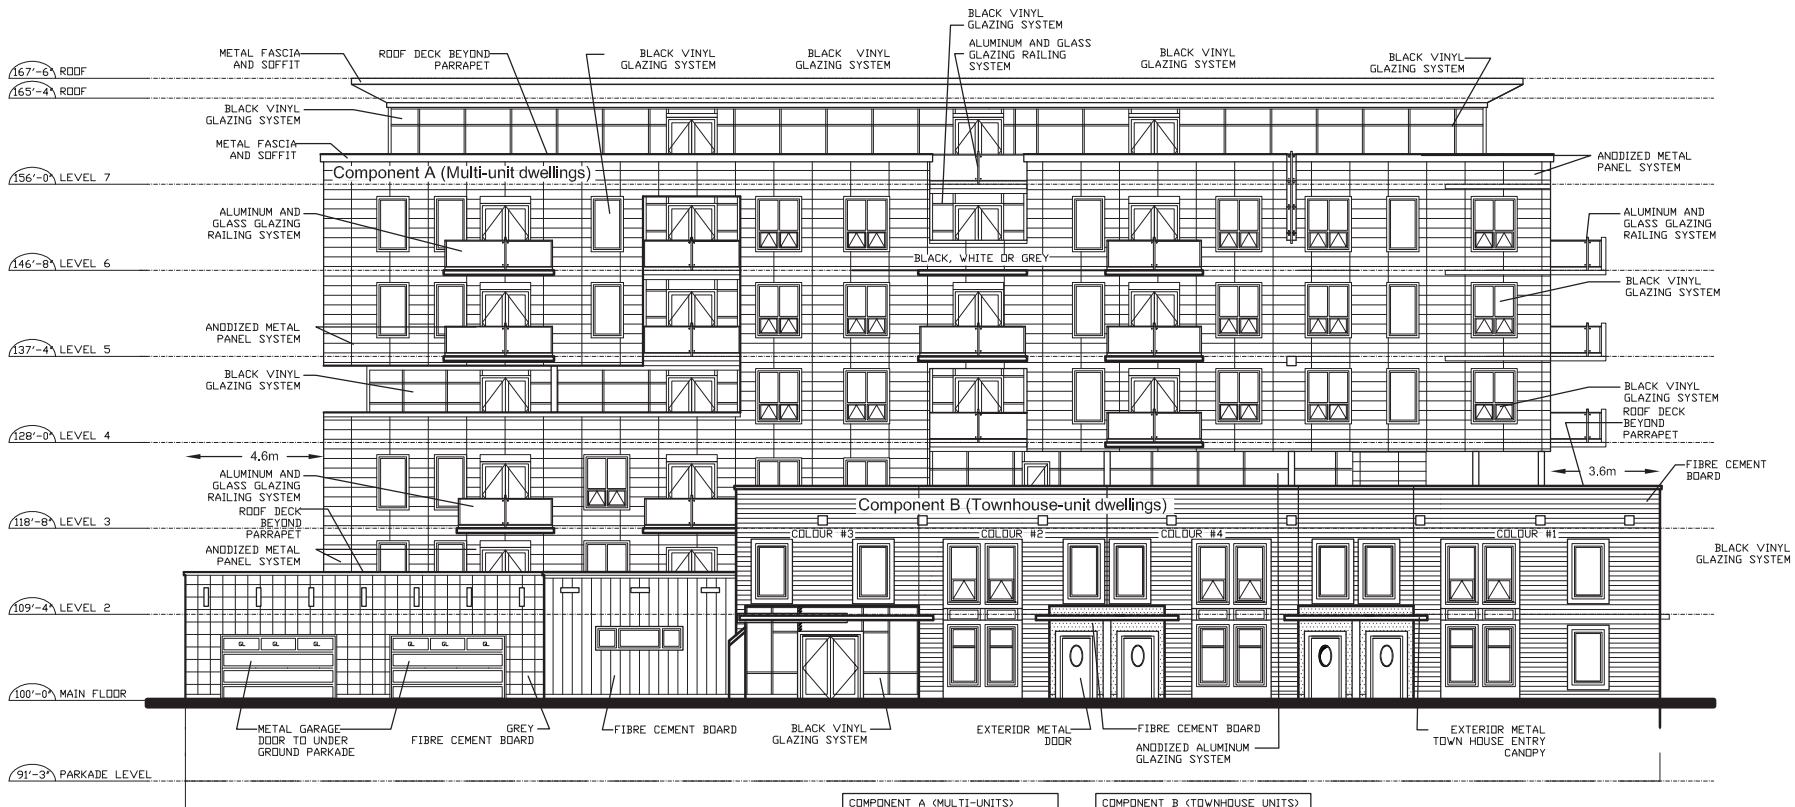 BLACK VINYL
GLAZING SYSTEM
METAL FASCIA
AND SOFFIT
ROOF DECK BEYOND
PARRAPET
BLACK VINYL
GLAZING SYSTEM
BLACK VINYL
GLAZING SYSTEM
ALUMINUM AND GLASS
GLAZING RAILING
SYSTEM
BLACK VINYL
GLAZING SYSTEM
BLACK VINYL
GLAZING SYSTEM
167'-6" ROOF
165'-4" ROOF
BLACK VINYL
GLAZING SYSTEM
METAL FASCIA
AND SOFFIT
ANODIZED METAL
PANEL SYSTEM
156'-0" LEVEL 7
Component A (Multi-unit dwellings)
BLACK VINYL
GLAZING SYSTEM
ALUMINUM AND
GLASS GLAZING
RAILING SYSTEM
ALUMINUM AND
GLASS GLAZING
RAILING SYSTEM
146'-8" LEVEL 6
BLACK, WHITE OR GREY
BLACK VINYL
GLAZING SYSTEM
ANODIZED METAL
PANEL SYSTEM
137'-4" LEVEL 5
BLACK VINYL
GLAZING SYSTEM
BLACK VINYL
GLAZING SYSTEM
ROOF DECK
BEYOND
PARRAPET
128'-0" LEVEL 4
4.6m
3.6m
FIBRE CEMENT
BOARD
ALUMINUM AND
GLASS GLAZING
RAILING SYSTEM
ROOF DECK
BEYOND
PARRAPET
Component B (Townhouse-unit dwellings)
118'-8" LEVEL 3
COLOUR #3
COLOUR #2
COLOUR #4
COLOUR #1
ANODIZED METAL
PANEL SYSTEM
BLACK VINYL
GLAZING SYSTEM
109'-4" LEVEL 2
GL GL GL
GL GL GL
100'-0" MAIN FLOOR
METAL GARAGE
DOOR TO UNDER
GROUND PARKADE
GREY
FIBRE CEMENT BOARD
FIBRE CEMENT BOARD
BLACK VINYL
GLAZING SYSTEM
EXTERIOR METAL
DOOR
FIBRE CEMENT BOARD
ANODIZED ALUMINUM
GLAZING SYSTEM
EXTERIOR METAL
TOWN HOUSE ENTRY
CANOPY
91'-3" PARKADE LEVEL
COMPONENT A (MULTI-UNITS)
COMPONENT B (TOWNHOUSE UNITS)